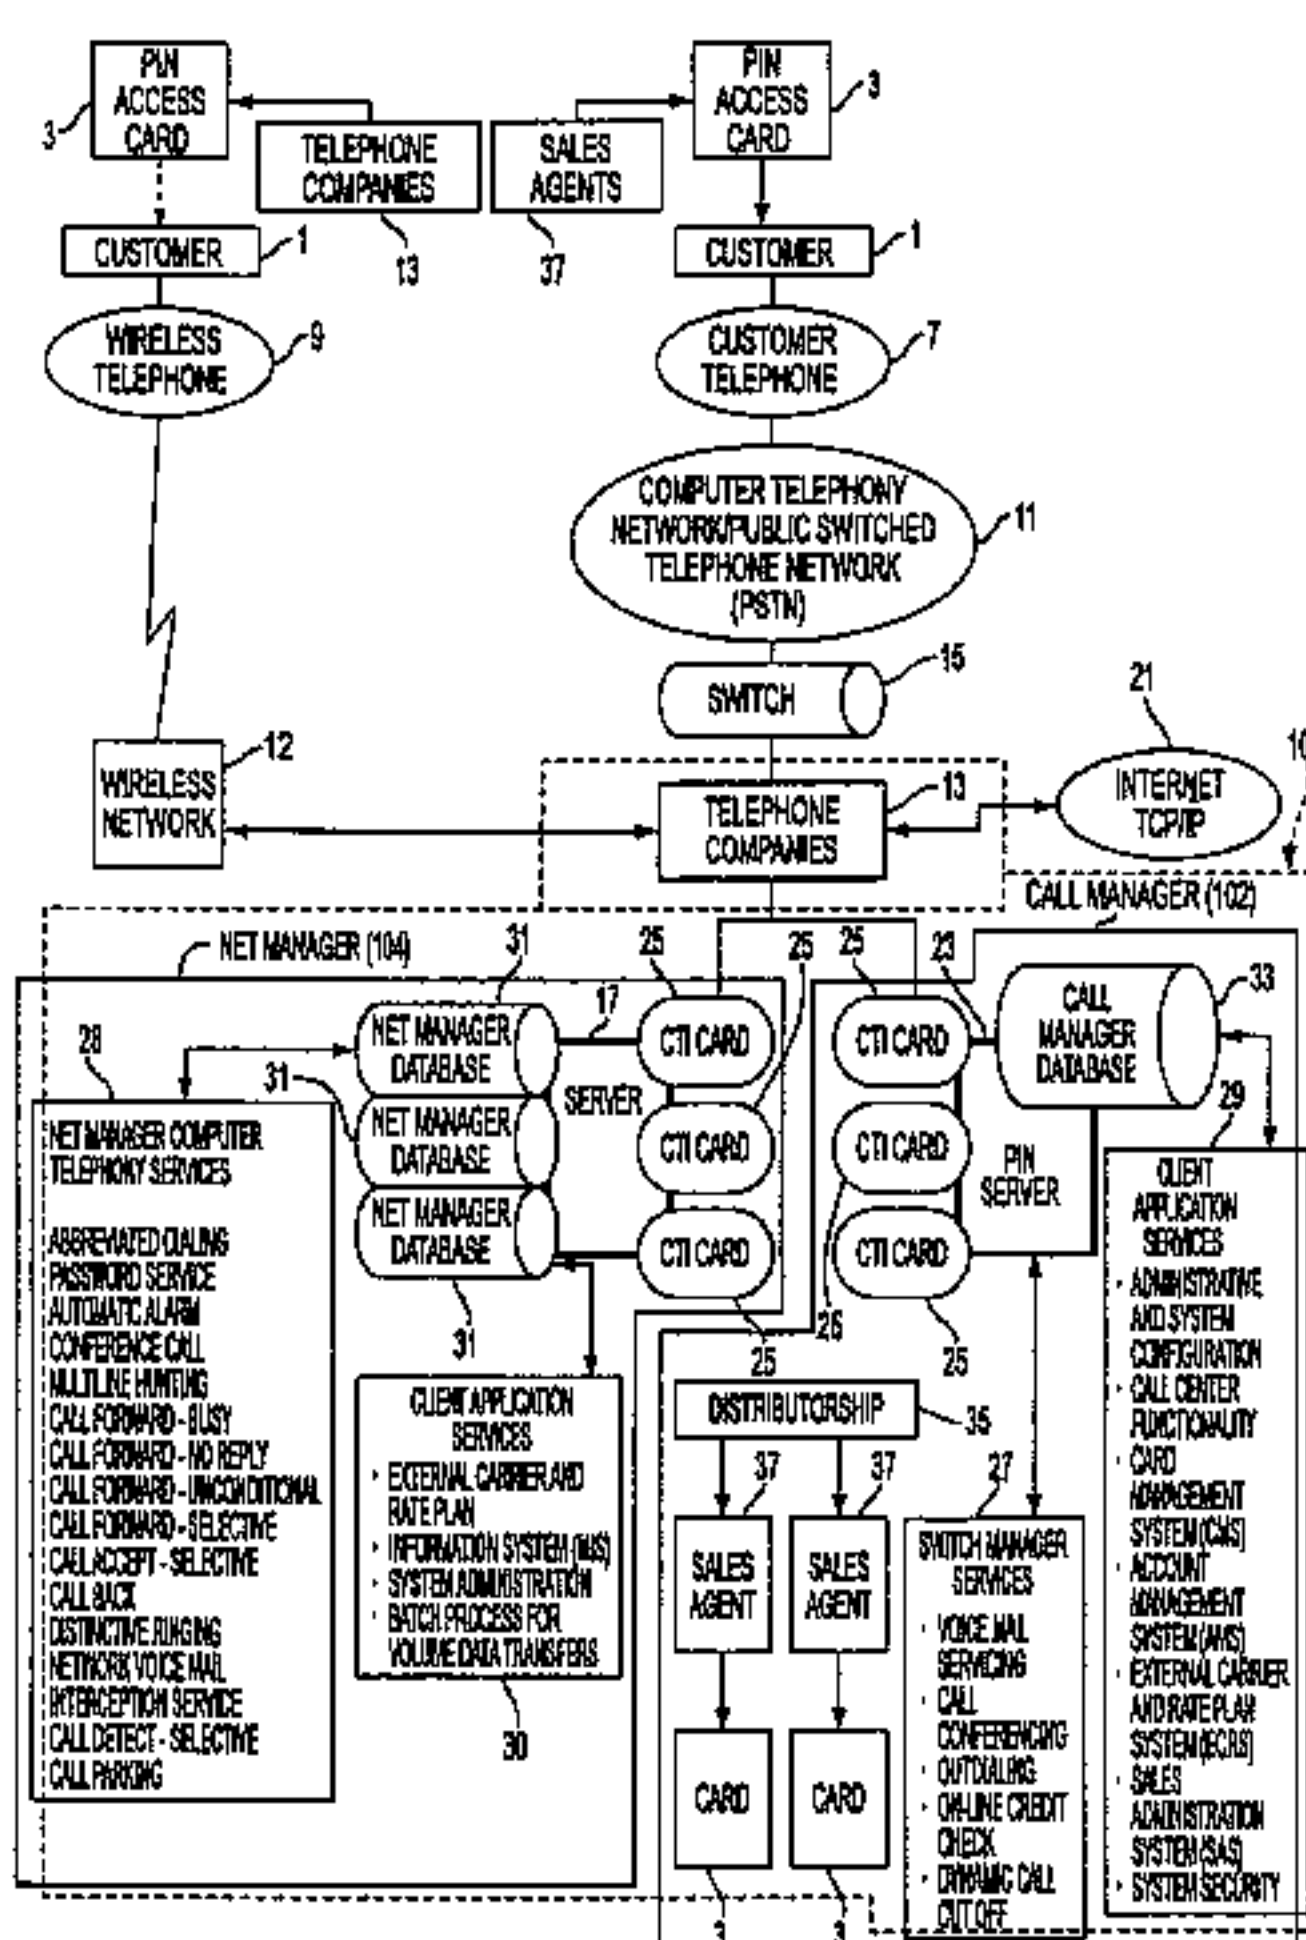 PIN
ACCESS
CARD
3
TELEPHONE
COMPANIES
13
SALES
AGENTS
37
PIN
ACCESS
CARD
3
CUSTOMER
1
CUSTOMER
1
WIRELESS
TELEPHONE
9
CUSTOMER
TELEPHONE
7
COMPUTER TELEPHONY
NETWORK/PUBLIC SWITCHED
TELEPHONE NETWORK
(PSTN)
11
SWITCH
15
21
INTERNET
TCP/IP
WIRELESS
NETWORK
12
TELEPHONE
COMPANIES
13
10
CALL MANAGER (102)
NET MANAGER (104)
31
NET MANAGER
DATABASE
31
NET MANAGER
DATABASE
NET MANAGER
DATABASE
31
17
SERVER
25
CTI CARD
25
CTI CARD
CTI CARD
25
25
CTI CARD
CTI CARD
26
CTI CARD
25
23
PIN
SERVER
CALL
MANAGER
DATABASE
33
28
NET MANAGER COMPUTER
TELEPHONY SERVICES
ABBREVIATED DIALING
PASSWORD SERVICE
AUTOMATIC ALARM
CONFERENCE CALL
MULTILINE HUNTING
CALL FORWARD - BUSY
CALL FORWARD - NO REPLY
CALL FORWARD - UNCONDITIONAL
CALL FORWARD - SELECTIVE
CALL ACCEPT - SELECTIVE
CALL BACK
DISTINCTIVE RINGING
NETWORK VOICE MAIL
INTERCEPTION SERVICE
CALL DETECT - SELECTIVE
CALL PARKING
CLIENT APPLICATION
SERVICES
· EXTERNAL CARRIER AND
RATE PLAN
· INFORMATION SYSTEM (MIS)
· SYSTEM ADMINISTRATION
· BATCH PROCESS FOR
VOLUME DATA TRANSFERS
30
DISTRIBUTORSHIP
35
37
SALES
AGENT
37
SALES
AGENT
CARD
3
CARD
3
27
SWITCH MANAGER
SERVICES
· VOICE MAIL
SERVICING
· CALL
CONFERENCING
· OUTDIALING
· ON-LINE CREDIT
CHECK
· DYNAMIC CALL
CUT OFF
29
CLIENT
APPLICATION
SERVICES
· ADMINISTRATIVE
AND SYSTEM
CONFIGURATION
· CALL CENTER
FUNCTIONALITY
· CARD
MANAGEMENT
SYSTEM (CMS)
· ACCOUNT
MANAGEMENT
SYSTEM (AMS)
· EXTERNAL CARRIER
AND RATE PLAN
SYSTEM (ECRS)
· SALES
ADMINISTRATION
SYSTEM (SAS)
· SYSTEM SECURITY